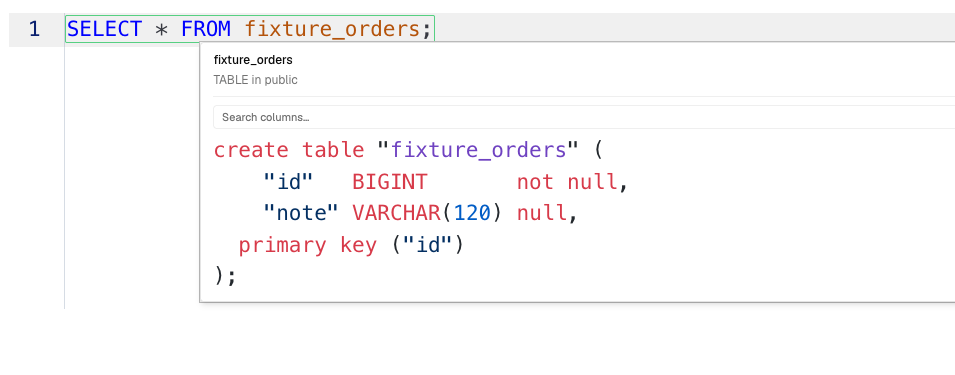 1 SELECT * FROM fixture_orders;
fixture_orders
TABLE in public
Search columns…
create table "fixture_orders" (
    "id"   BIGINT       not null,
    "note" VARCHAR(120) null,
  primary key ("id")
);